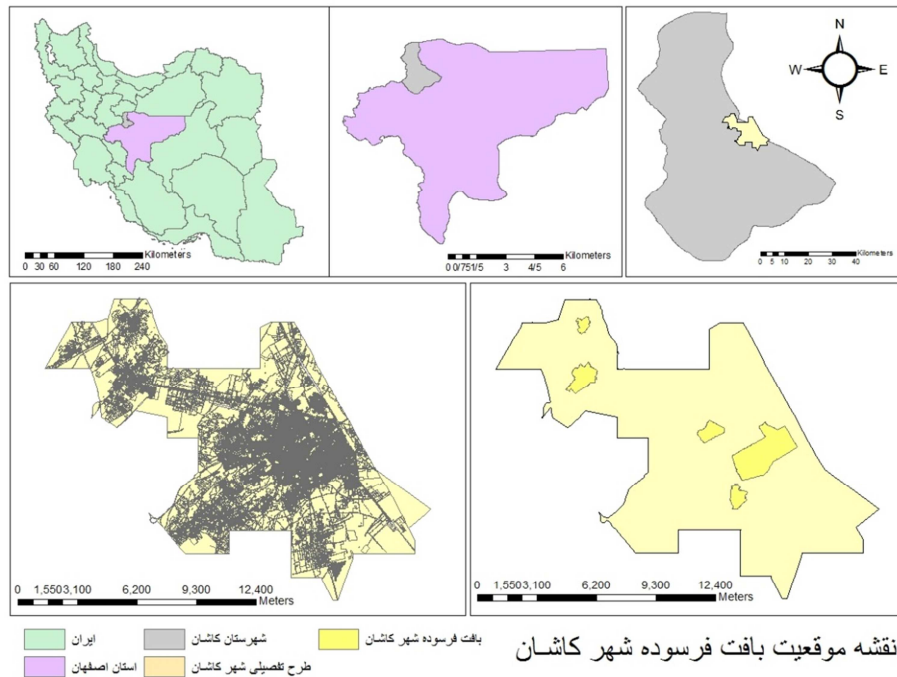 N
W E
S
Kilometers
0 30 60 120 180 240
Kilometers
0 0/75 1/5 3 4/5 6
Kilometers
0 5 10 20 30 40
0 1,550 3,100 6,200 9,300 12,400
Meters
0 1,550 3,100 6,200 9,300 12,400
Meters
ایران
شهرستان کاشان
بافت فرسوده شهر کاشان
استان اصفهان
طرح تفصیلی شهر کاشان
نقشه موقعیت بافت فرسوده شهر کاشان